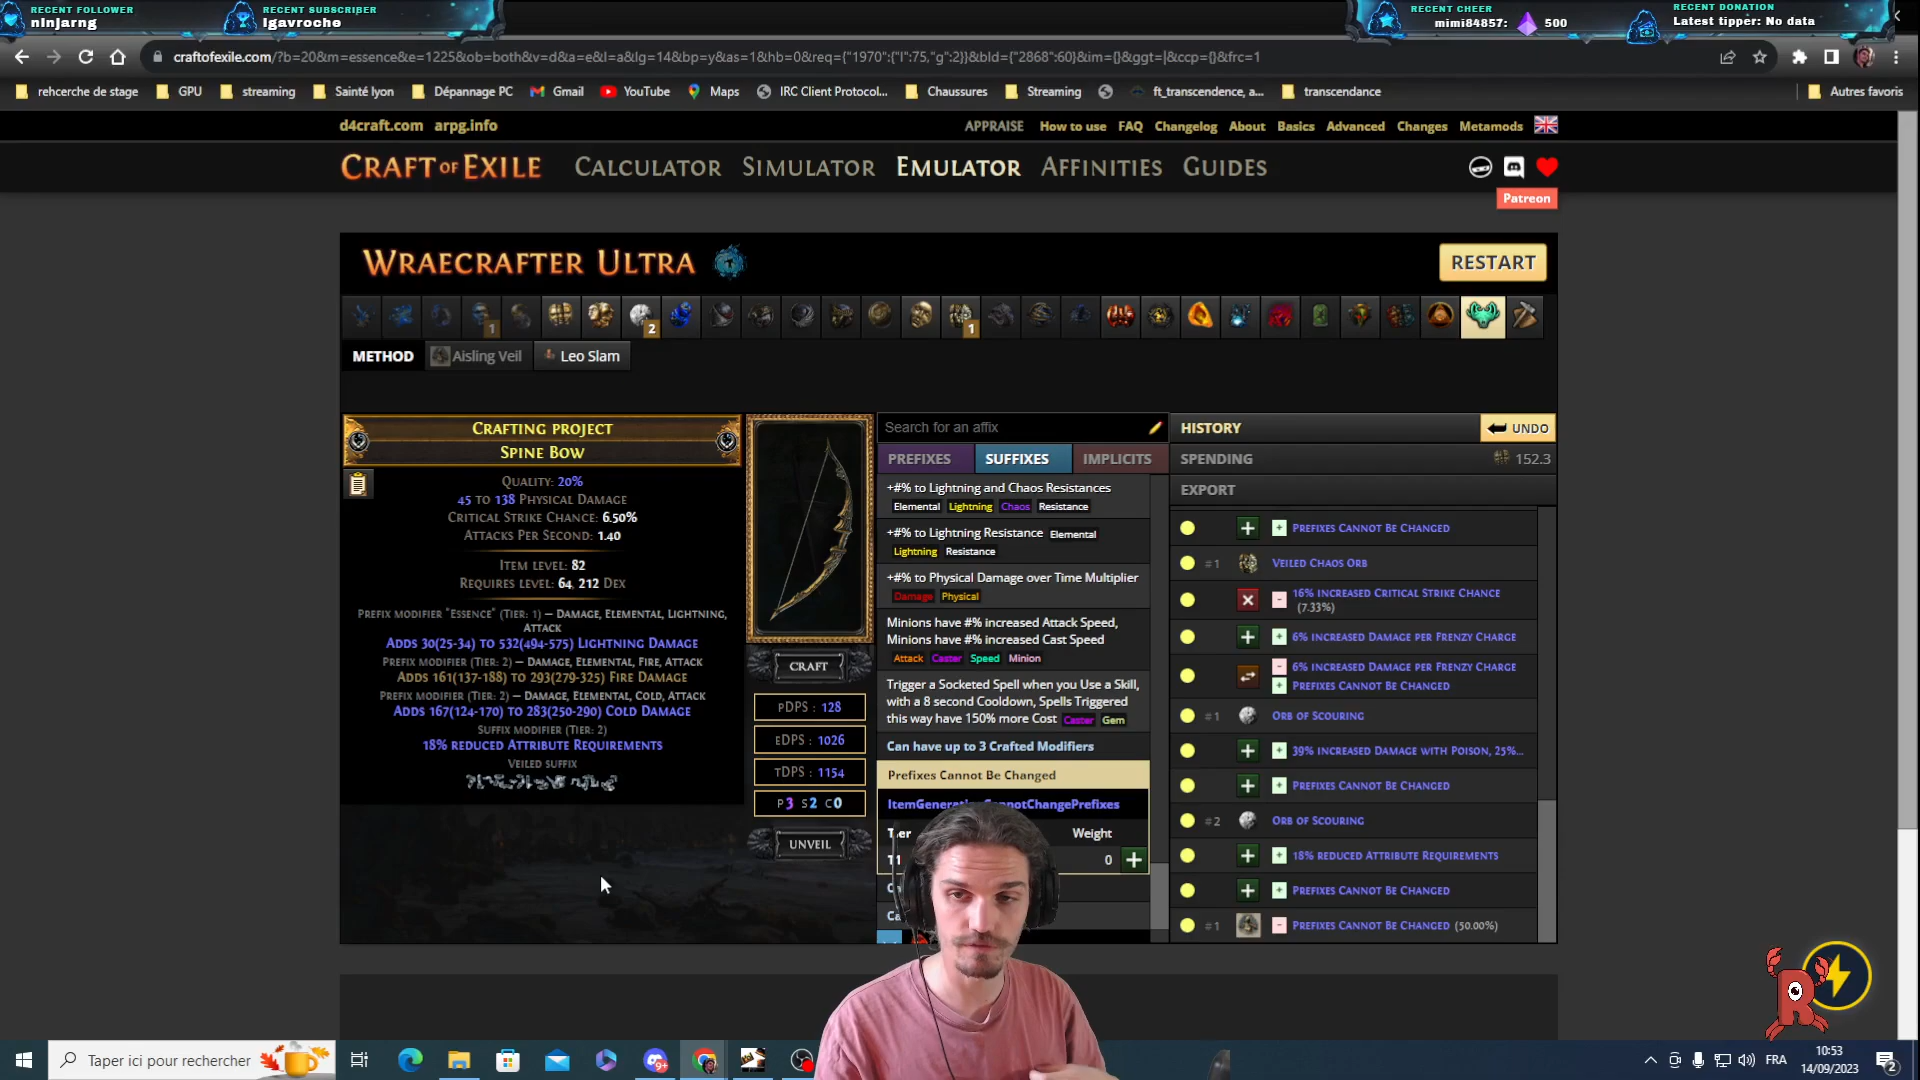 RECENT FOLLOWER
n1njarng
RECENT SUBSCRIBER
lgavroche
RECENT CHEER
mimi84857: 500
RECENT DONATION
Latest tipper: No data
craftofexile.com/?b=20&m=essence&e=1225&ob=both&v=d&a=e&l=a&lg=14&bp=y&as=1&hb=0&req={"1970":{"l":75,"g":2}}&bld={"2868":60}&im={}&ggt=|&ccp={}&frc=1
rehcerche de stage
GPU
streaming
Sainté lyon
Dépannage PC
Gmail
YouTube
Maps
IRC Client Protocol...
Chaussures
Streaming
ft_transcendence, a...
transcendance
Autres favoris
d4craft.com arpg.info
APPRAISE How to use FAQ Changelog About Basics Advanced Changes Metamods
CRAFT OF EXILE CALCULATOR SIMULATOR EMULATOR AFFINITIES GUIDES
Patreon
WRAECRAFTER ULTRA
RESTART
1
2
1
METHOD Aisling Veil Leo Slam
CRAFTING PROJECT
SPINE BOW
QUALITY: 20%
45 TO 138 PHYSICAL DAMAGE
CRITICAL STRIKE CHANCE: 6.50%
ATTACKS PER SECOND: 1.40
ITEM LEVEL: 82
REQUIRES LEVEL: 64, 212 DEX
PREFIX MODIFIER "ESSENCE" (TIER: 1) — DAMAGE, ELEMENTAL, LIGHTNING,
ATTACK
ADDS 30(25-34) TO 532(494-575) LIGHTNING DAMAGE
PREFIX MODIFIER (TIER: 2) — DAMAGE, ELEMENTAL, FIRE, ATTACK
ADDS 161(137-188) TO 293(279-325) FIRE DAMAGE
PREFIX MODIFIER (TIER: 2) — DAMAGE, ELEMENTAL, COLD, ATTACK
ADDS 167(124-170) TO 283(250-290) COLD DAMAGE
SUFFIX MODIFIER (TIER: 2)
18% REDUCED ATTRIBUTE REQUIREMENTS
VEILED SUFFIX
CRAFT
PDPS : 128
EDPS : 1026
TDPS : 1154
P3 S2 C0
UNVEIL
Search for an affix
PREFIXES SUFFIXES IMPLICITS
+#% to Lightning and Chaos Resistances
Elemental Lightning Chaos Resistance
+#% to Lightning Resistance Elemental
Lightning Resistance
+#% to Physical Damage over Time Multiplier
Damage Physical
Minions have #% increased Attack Speed,
Minions have #% increased Cast Speed
Attack Caster Speed Minion
Trigger a Socketed Spell when you Use a Skill,
with a 8 second Cooldown, Spells Triggered
this way have 150% more Cost Caster Gem
Can have up to 3 Crafted Modifiers
Prefixes Cannot Be Changed
Tier Weight
T1 0
HISTORY
UNDO
SPENDING 152.3
EXPORT
PREFIXES CANNOT BE CHANGED
#1 VEILED CHAOS ORB
16% INCREASED CRITICAL STRIKE CHANCE
(7.33%)
6% INCREASED DAMAGE PER FRENZY CHARGE
6% INCREASED DAMAGE PER FRENZY CHARGE
PREFIXES CANNOT BE CHANGED
#1 ORB OF SCOURING
39% INCREASED DAMAGE WITH POISON, 25%...
PREFIXES CANNOT BE CHANGED
#2 ORB OF SCOURING
18% REDUCED ATTRIBUTE REQUIREMENTS
PREFIXES CANNOT BE CHANGED
#1 PREFIXES CANNOT BE CHANGED (50.00%)
Taper ici pour rechercher
9+
FRA
10:53
14/09/2023
2